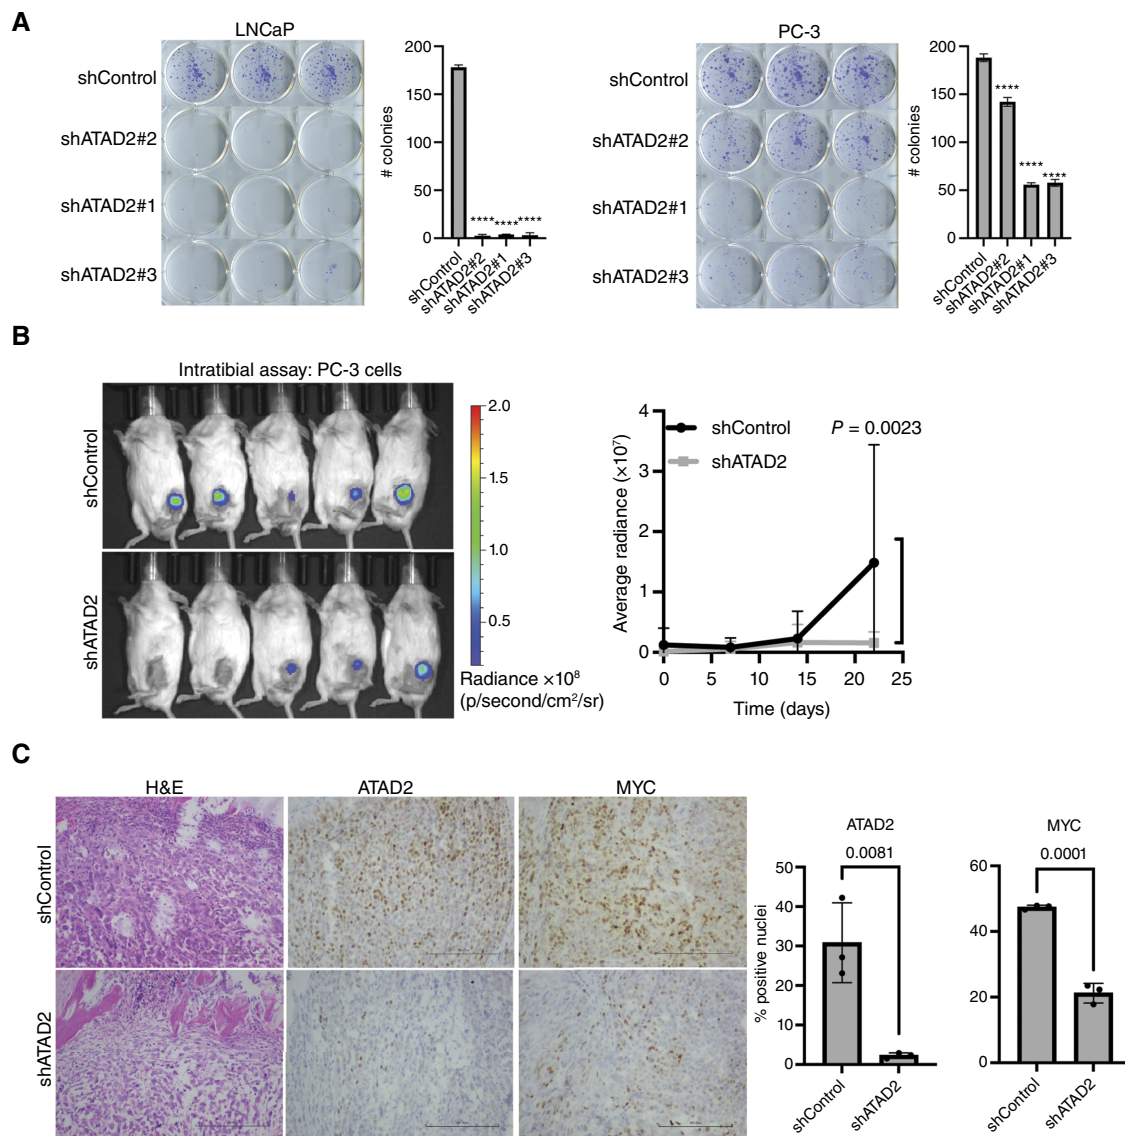 A
LNCaP
shControl
shATAD2#2
shATAD2#1
shATAD2#3
200
150
100
50
0
# colonies
****
****
****
shControl
shATAD2#2
shATAD2#1
shATAD2#3
PC-3
shControl
shATAD2#2
shATAD2#1
shATAD2#3
200
150
100
50
0
# colonies
****
****
****
shControl
shATAD2#2
shATAD2#1
shATAD2#3
B
Intratibial assay: PC-3 cells
shControl
shATAD2
2.0
1.5
1.0
0.5
Radiance ×10⁸
(p/second/cm²/sr)
4
3
2
1
0
Average radiance (×10⁷)
shControl
shATAD2
P = 0.0023
0 5 10 15 20 25
Time (days)
C
H&E
ATAD2
MYC
shControl
shATAD2
ATAD2
0.0081
50
40
30
20
10
0
% positive nuclei
shControl
shATAD2
MYC
0.0001
60
40
20
0
shControl
shATAD2